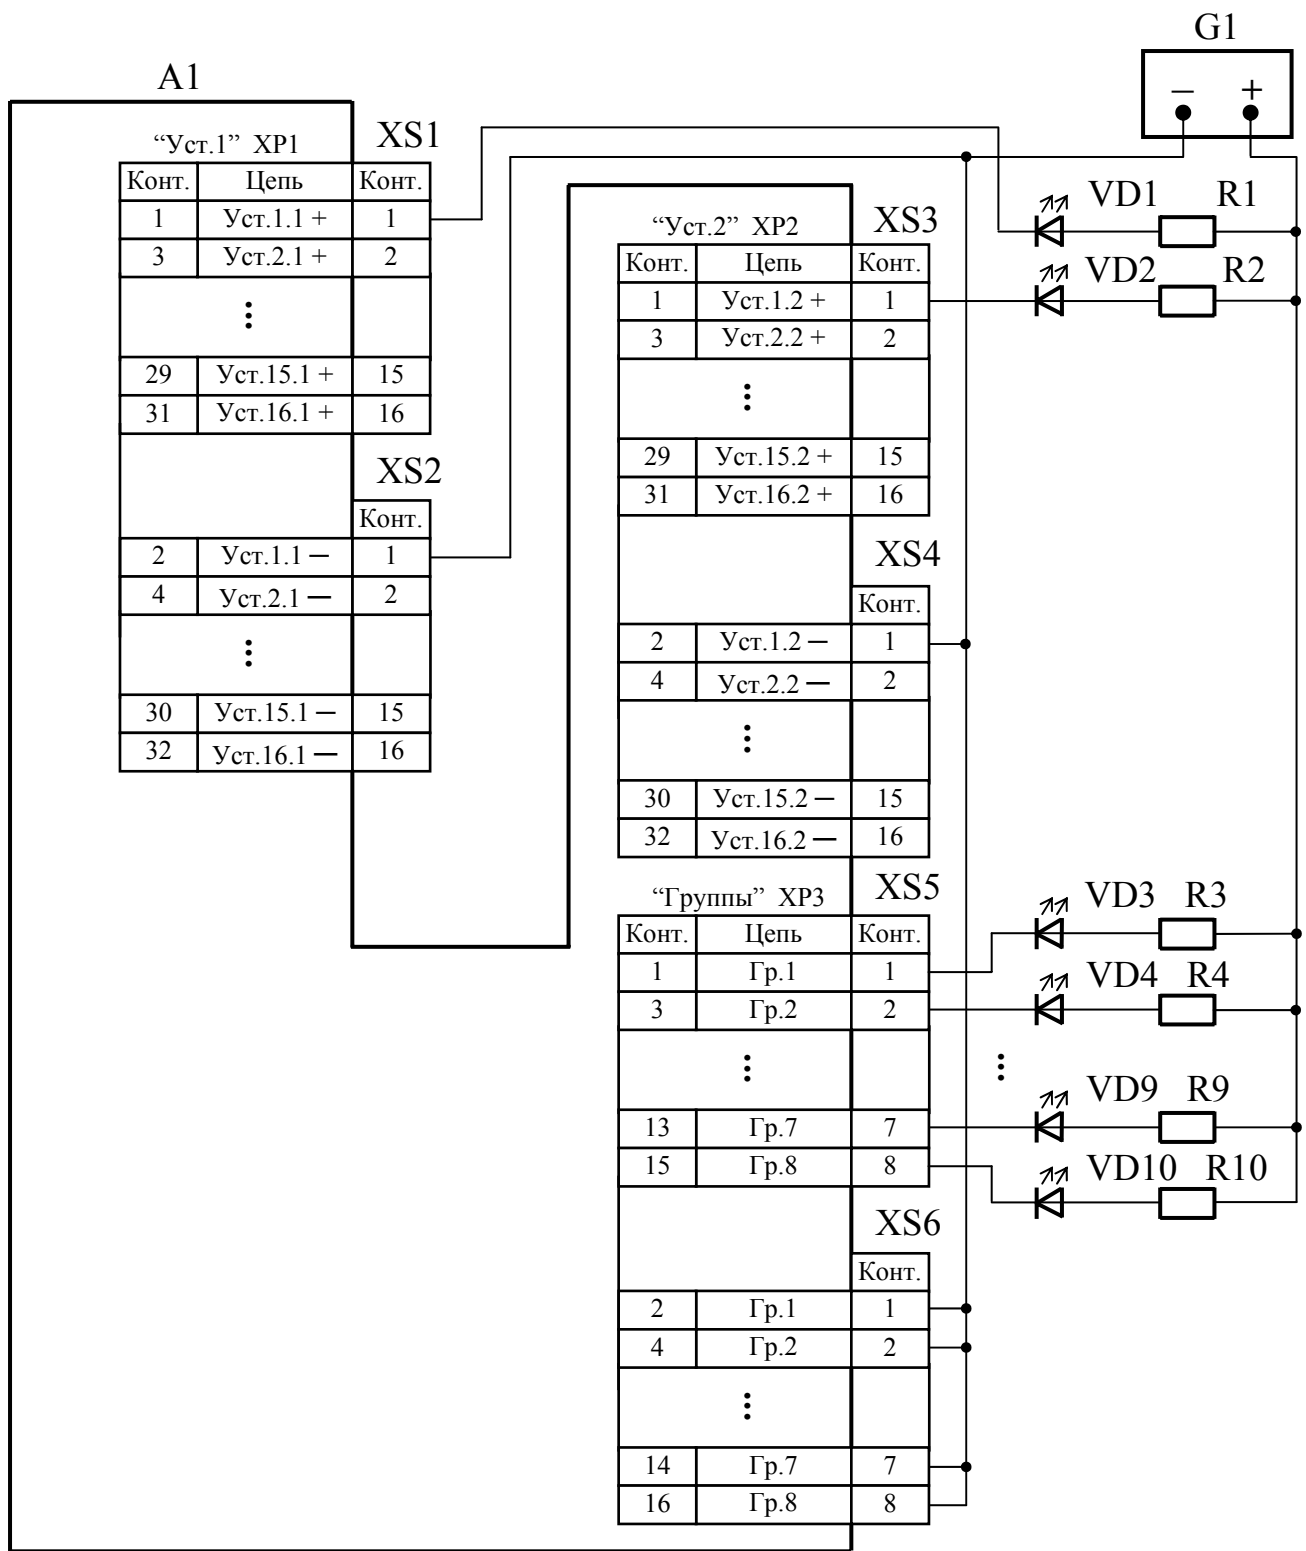 G1
− +
A1
“Уст.1” XP1 XS1
Конт. Цепь Конт.
1 Уст.1.1 + 1
3 Уст.2.1 + 2
...
29 Уст.15.1 + 15
31 Уст.16.1 + 16
XS2
Конт.
2 Уст.1.1 − 1
4 Уст.2.1 − 2
...
30 Уст.15.1 − 15
32 Уст.16.1 − 16
“Уст.2” XP2 XS3
Конт. Цепь Конт.
1 Уст.1.2 + 1
3 Уст.2.2 + 2
...
29 Уст.15.2 + 15
31 Уст.16.2 + 16
XS4
Конт.
2 Уст.1.2 − 1
4 Уст.2.2 − 2
...
30 Уст.15.2 − 15
32 Уст.16.2 − 16
“Группы” XP3 XS5
Конт. Цепь Конт.
1 Гр.1 1
3 Гр.2 2
...
13 Гр.7 7
15 Гр.8 8
XS6
Конт.
2 Гр.1 1
4 Гр.2 2
...
14 Гр.7 7
16 Гр.8 8
VD1 R1
VD2 R2
VD3 R3
VD4 R4
...
VD9 R9
VD10 R10